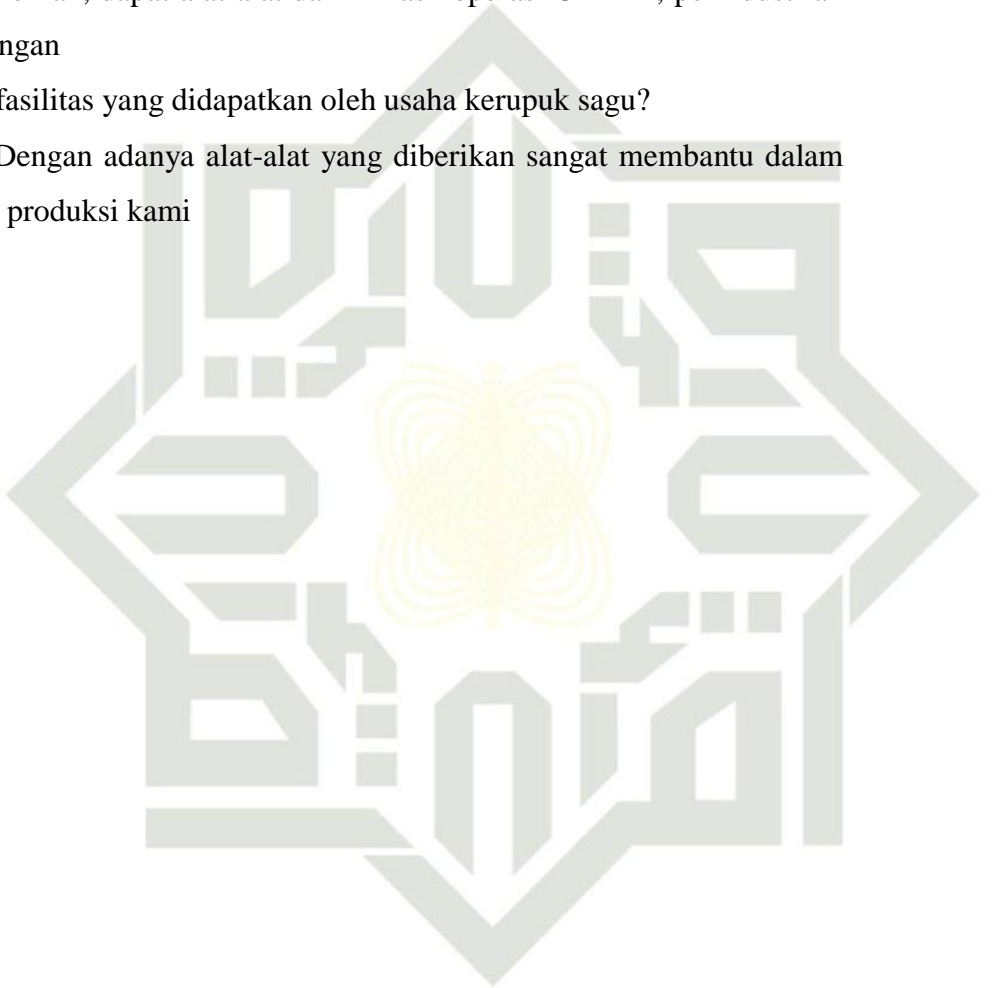 ngan
fasilitas yang didapatkan oleh usaha kerupuk sagu?
Dengan adanya alat-alat yang diberikan sangat membantu dalam
produksi kami